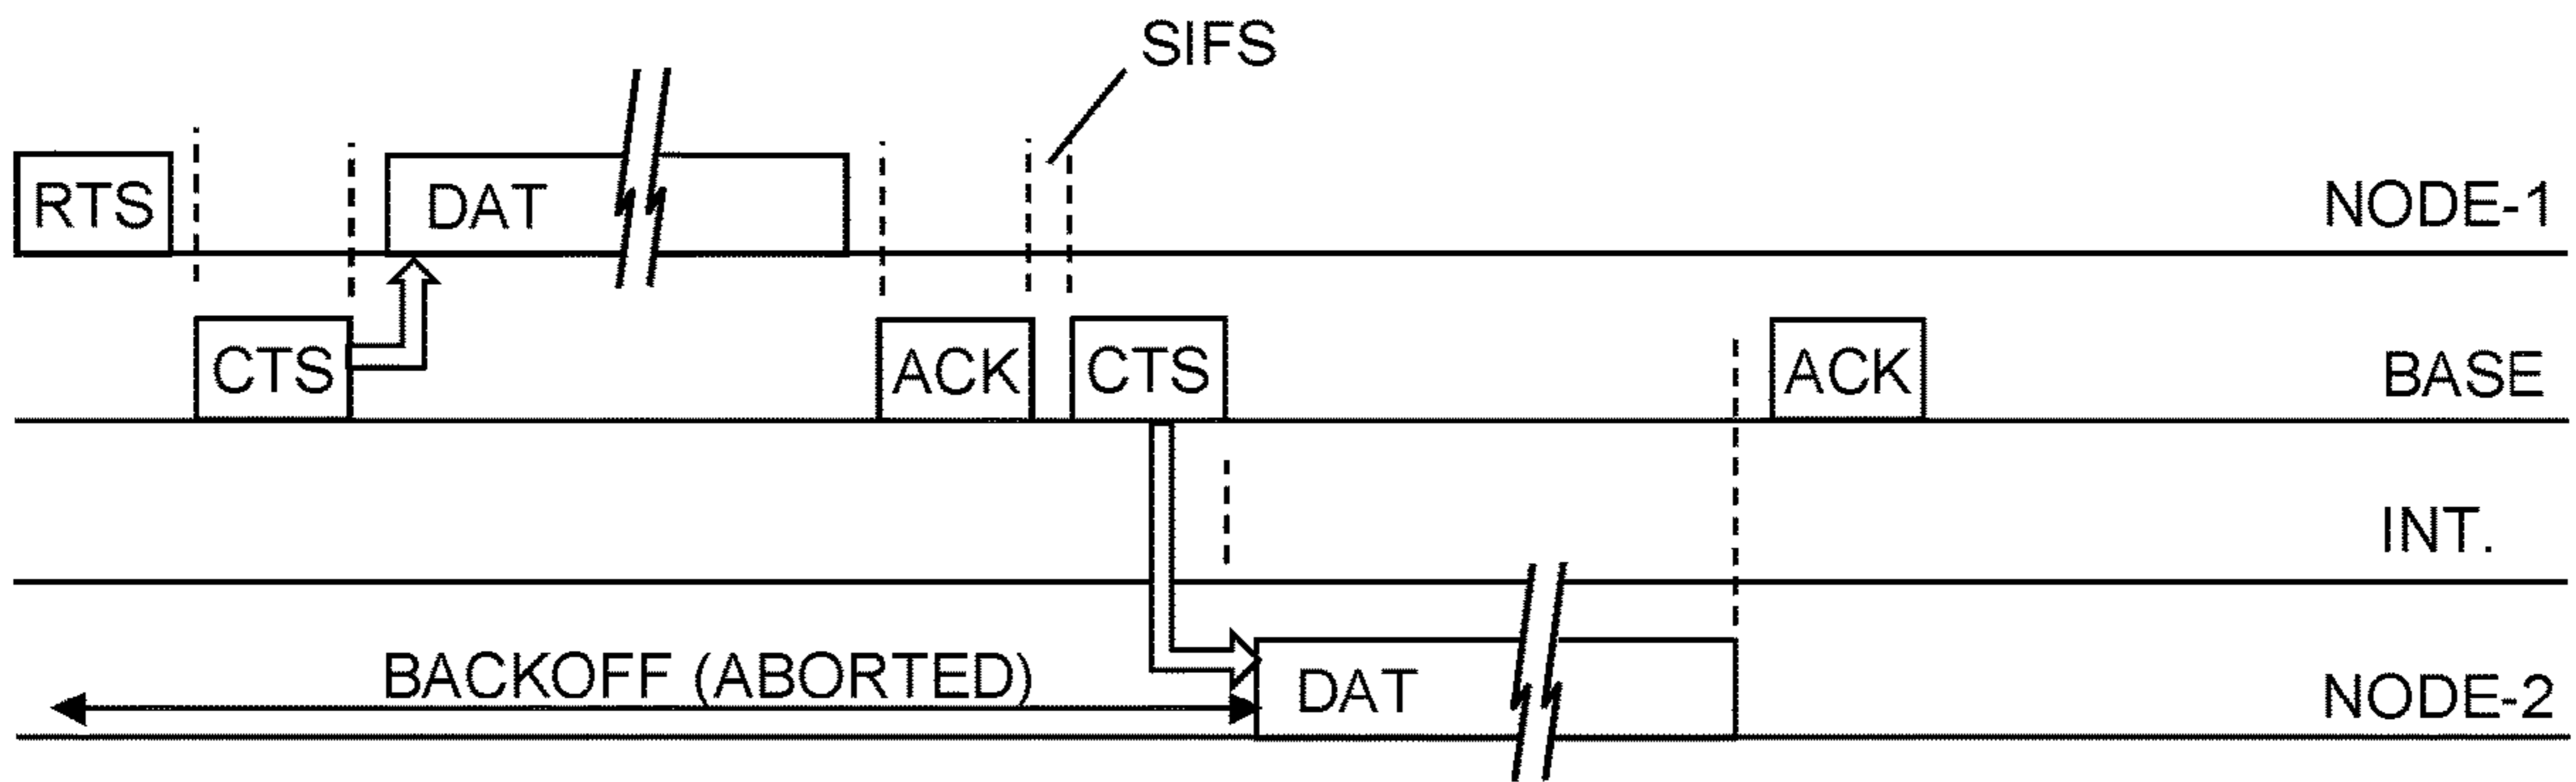 SIFS
RTS
DAT
NODE-1
CTS
ACK
CTS
ACK
BASE
INT.
BACKOFF (ABORTED)
DAT
NODE-2